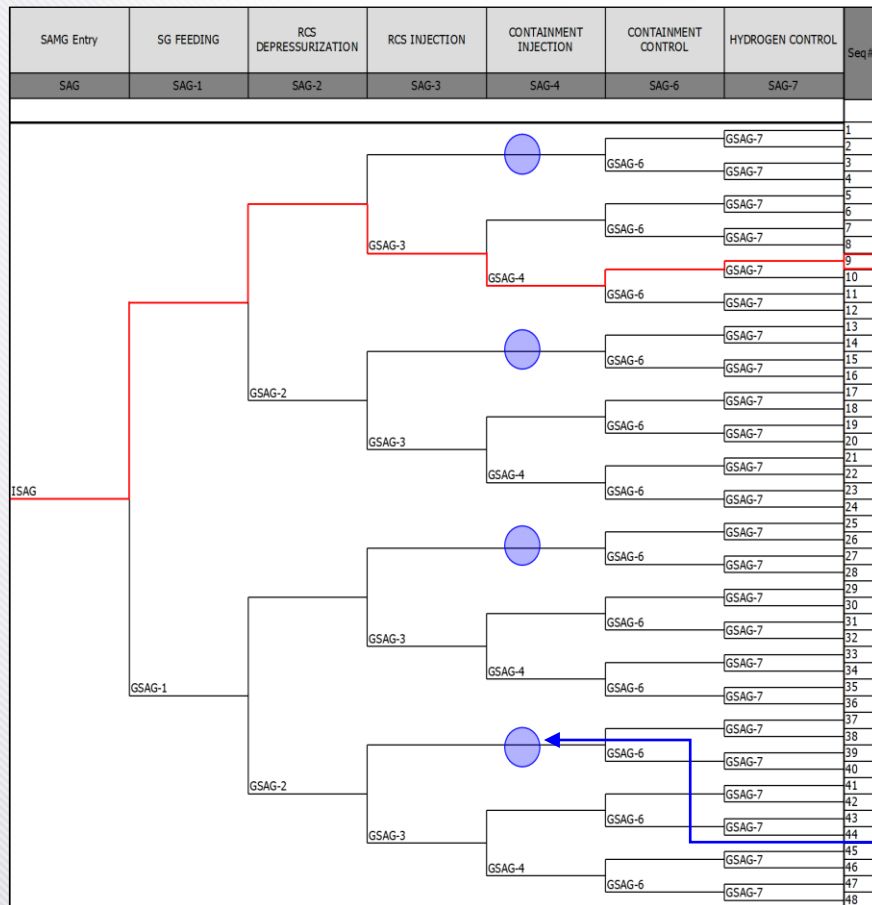 SAMG Entry
SG FEEDING
RCS
DEPRESSURIZATION
RCS INJECTION
CONTAINMENT
INJECTION
CONTAINMENT
CONTROL
HYDROGEN CONTROL
Seq#
SAG
SAG-1
SAG-2
SAG-3
SAG-4
SAG-6
SAG-7
1
GSAG-7
2
GSAG-6
3
GSAG-7
4
5
GSAG-7
6
GSAG-6
7
GSAG-7
8
GSAG-3
9
GSAG-4
GSAG-7
10
GSAG-6
11
GSAG-7
12
13
GSAG-7
14
GSAG-6
15
GSAG-7
16
GSAG-2
17
GSAG-7
18
GSAG-6
19
GSAG-7
20
GSAG-3
21
GSAG-7
GSAG-4
22
GSAG-6
23
ISAG
GSAG-7
24
25
GSAG-7
26
GSAG-6
27
GSAG-7
28
29
GSAG-7
30
GSAG-6
31
GSAG-7
32
GSAG-3
33
GSAG-7
34
GSAG-4
GSAG-6
35
GSAG-1
GSAG-7
36
37
GSAG-7
38
GSAG-6
39
GSAG-7
40
GSAG-2
41
GSAG-7
42
GSAG-6
43
GSAG-7
44
GSAG-3
45
GSAG-7
46
GSAG-4
GSAG-6
47
GSAG-7
48